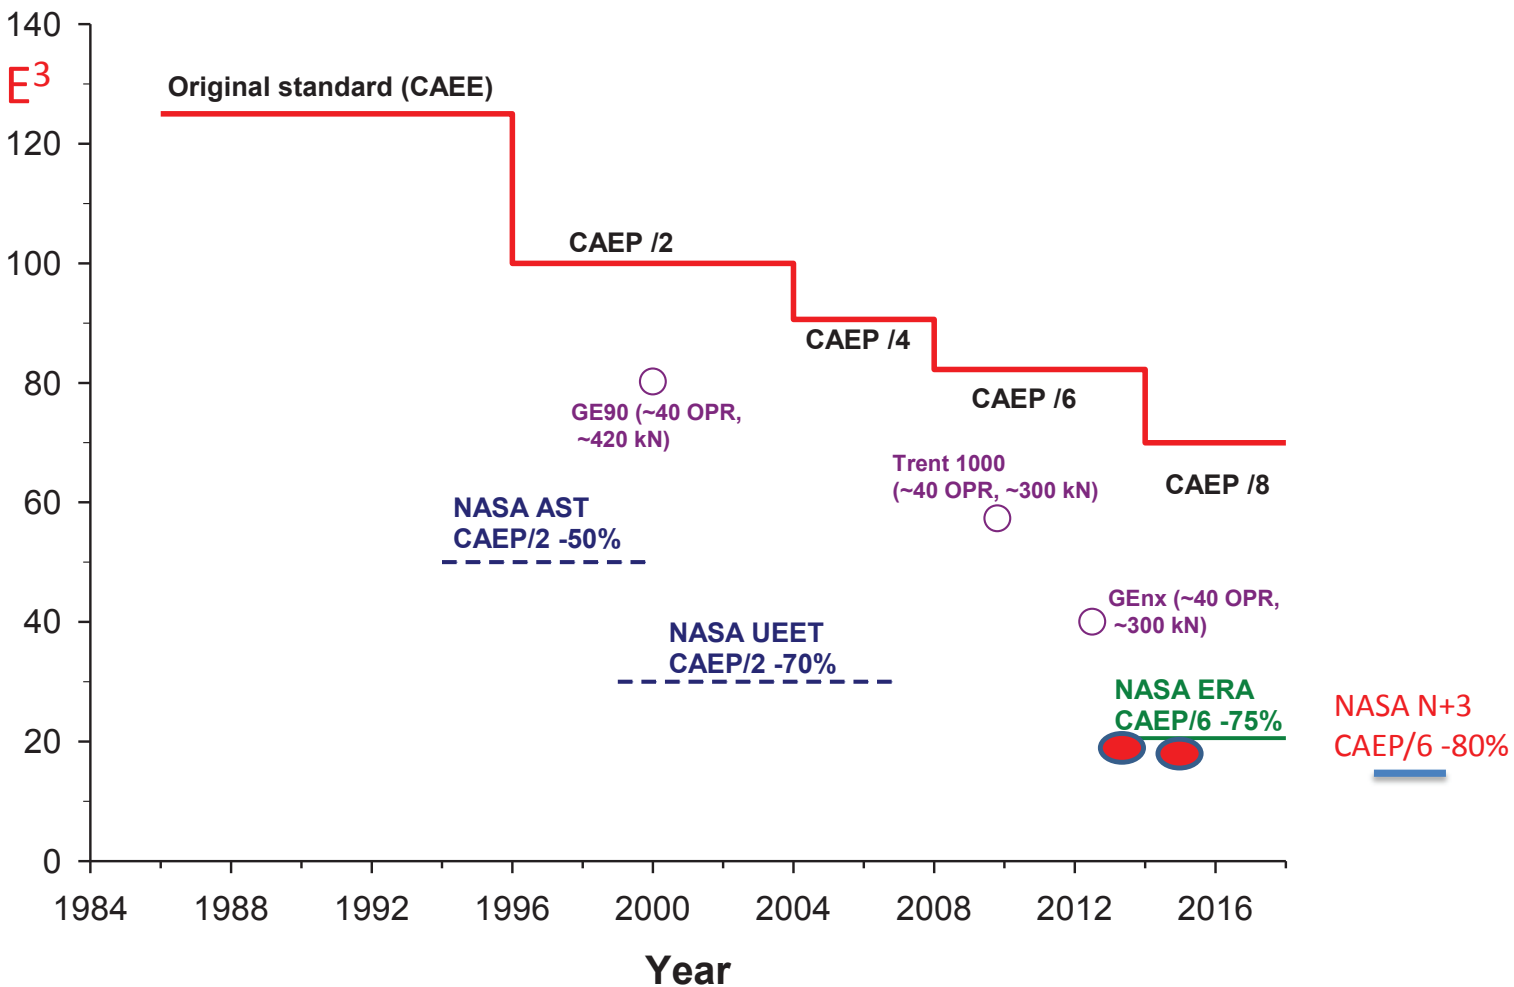 140
E³
Original standard (CAEE)
120
CAEP /2
100
CAEP /4
80
CAEP /6
GE90 (~40 OPR,
~420 kN)
Trent 1000
(~40 OPR, ~300 kN)
CAEP /8
60
NASA AST
CAEP/2 -50%
GEnx (~40 OPR,
~300 kN)
40
NASA UEET
CAEP/2 -70%
NASA ERA
CAEP/6 -75%
NASA N+3
CAEP/6 -80%
20
0
1984 1988 1992 1996 2000 2004 2008 2012 2016
Year